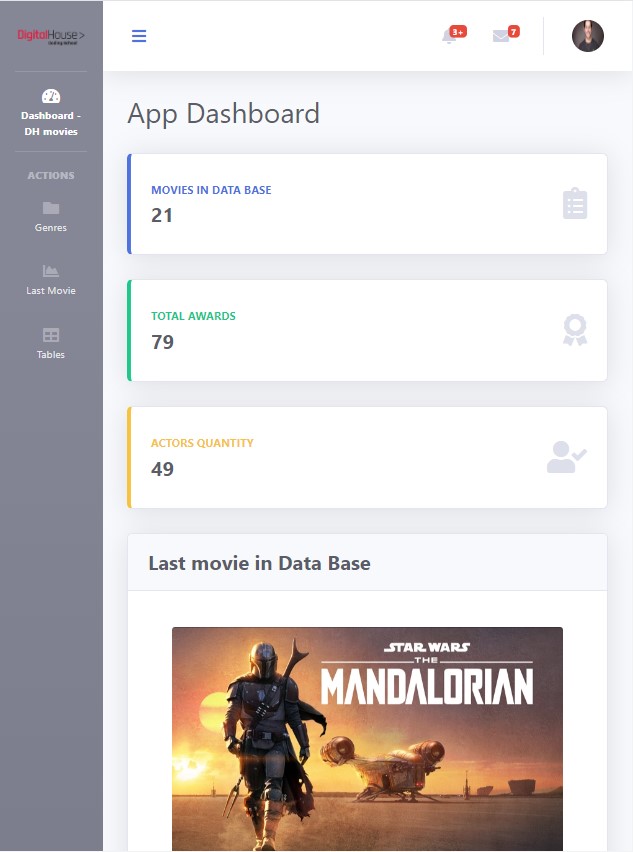 DigitalHouse>
Coding School
3+
7
Dashboard -
DH movies
ACTIONS
Genres
Last Movie
Tables
App Dashboard
MOVIES IN DATA BASE
21
TOTAL AWARDS
79
ACTORS QUANTITY
49
Last movie in Data Base
STAR WARS
THE
MANDALORIAN